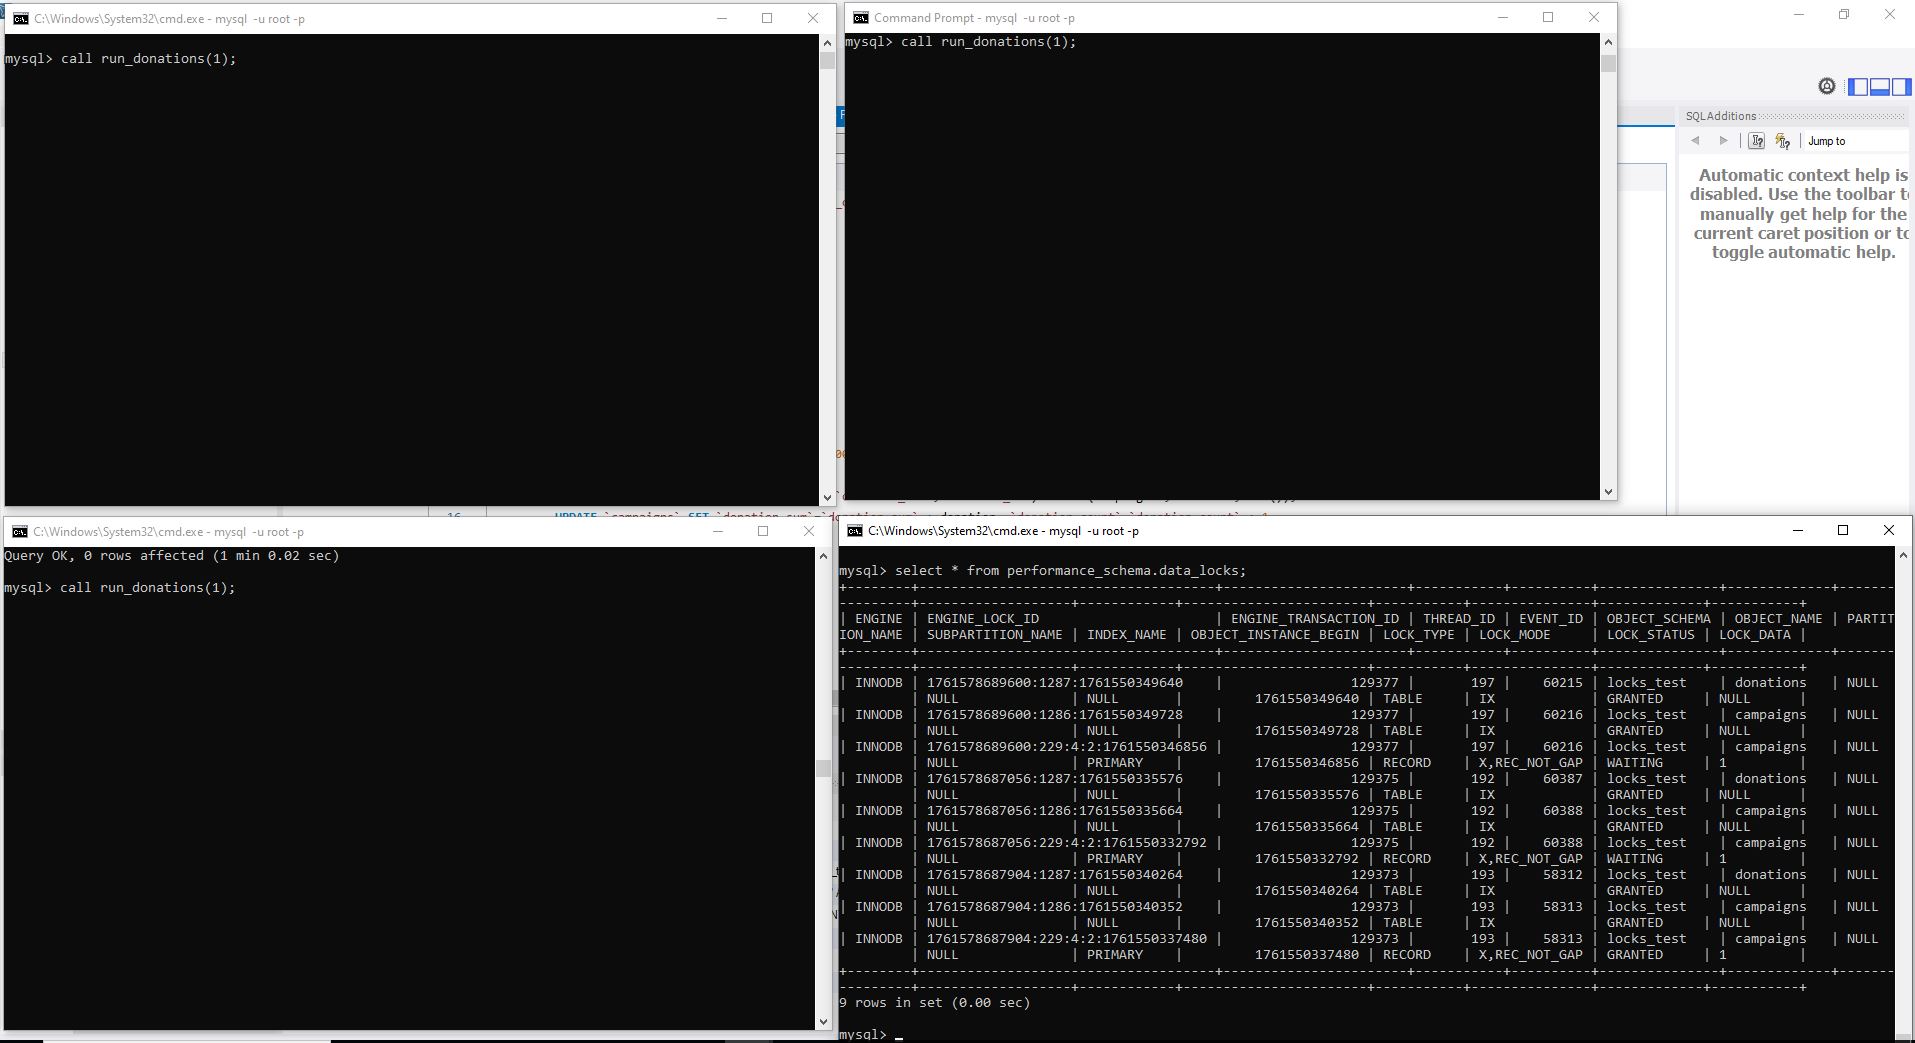 C:\Windows\System32\cmd.exe - mysql -u root -p
mysql> call run_donations(1);
Command Prompt - mysql -u root -p
mysql> call run_donations(1);
SQLAdditions
Jump to
Automatic context help is
disabled. Use the toolbar to
manually get help for the
current caret position or to
toggle automatic help.
C:\Windows\System32\cmd.exe - mysql -u root -p
Query OK, 0 rows affected (1 min 0.02 sec)
mysql> call run_donations(1);
C:\Windows\System32\cmd.exe - mysql -u root -p
mysql> select * from performance_schema.data_locks;
| ENGINE | ENGINE_LOCK_ID | ENGINE_TRANSACTION_ID | THREAD_ID | EVENT_ID | OBJECT_SCHEMA | OBJECT_NAME | PARTIT
ION_NAME | SUBPARTITION_NAME | INDEX_NAME | OBJECT_INSTANCE_BEGIN | LOCK_TYPE | LOCK_MODE | LOCK_STATUS | LOCK_DATA |
| INNODB | 1761578689600:1287:1761550349640 | 129377 | 197 | 60215 | locks_test | donations | NULL
| NULL | NULL | 1761550349640 | TABLE | IX | GRANTED | NULL |
| INNODB | 1761578689600:1286:1761550349728 | 129377 | 197 | 60216 | locks_test | campaigns | NULL
| NULL | NULL | 1761550349728 | TABLE | IX | GRANTED | NULL |
| INNODB | 1761578689600:229:4:2:1761550346856 | 129377 | 197 | 60216 | locks_test | campaigns | NULL
| NULL | PRIMARY | 1761550346856 | RECORD | X,REC_NOT_GAP | WAITING | 1 |
| INNODB | 1761578687056:1287:1761550335576 | 129375 | 192 | 60387 | locks_test | donations | NULL
| NULL | NULL | 1761550335576 | TABLE | IX | GRANTED | NULL |
| INNODB | 1761578687056:1286:1761550335664 | 129375 | 192 | 60388 | locks_test | campaigns | NULL
| NULL | NULL | 1761550335664 | TABLE | IX | GRANTED | NULL |
| INNODB | 1761578687056:229:4:2:1761550332792 | 129375 | 192 | 60388 | locks_test | campaigns | NULL
| NULL | PRIMARY | 1761550332792 | RECORD | X,REC_NOT_GAP | WAITING | 1 |
| INNODB | 1761578687904:1287:1761550340264 | 129373 | 193 | 58312 | locks_test | donations | NULL
| NULL | NULL | 1761550340264 | TABLE | IX | GRANTED | NULL |
| INNODB | 1761578687904:1286:1761550340352 | 129373 | 193 | 58313 | locks_test | campaigns | NULL
| NULL | NULL | 1761550340352 | TABLE | IX | GRANTED | NULL |
| INNODB | 1761578687904:229:4:2:1761550337480 | 129373 | 193 | 58313 | locks_test | campaigns | NULL
| NULL | PRIMARY | 1761550337480 | RECORD | X,REC_NOT_GAP | GRANTED | 1 |
9 rows in set (0.00 sec)
mysql> _